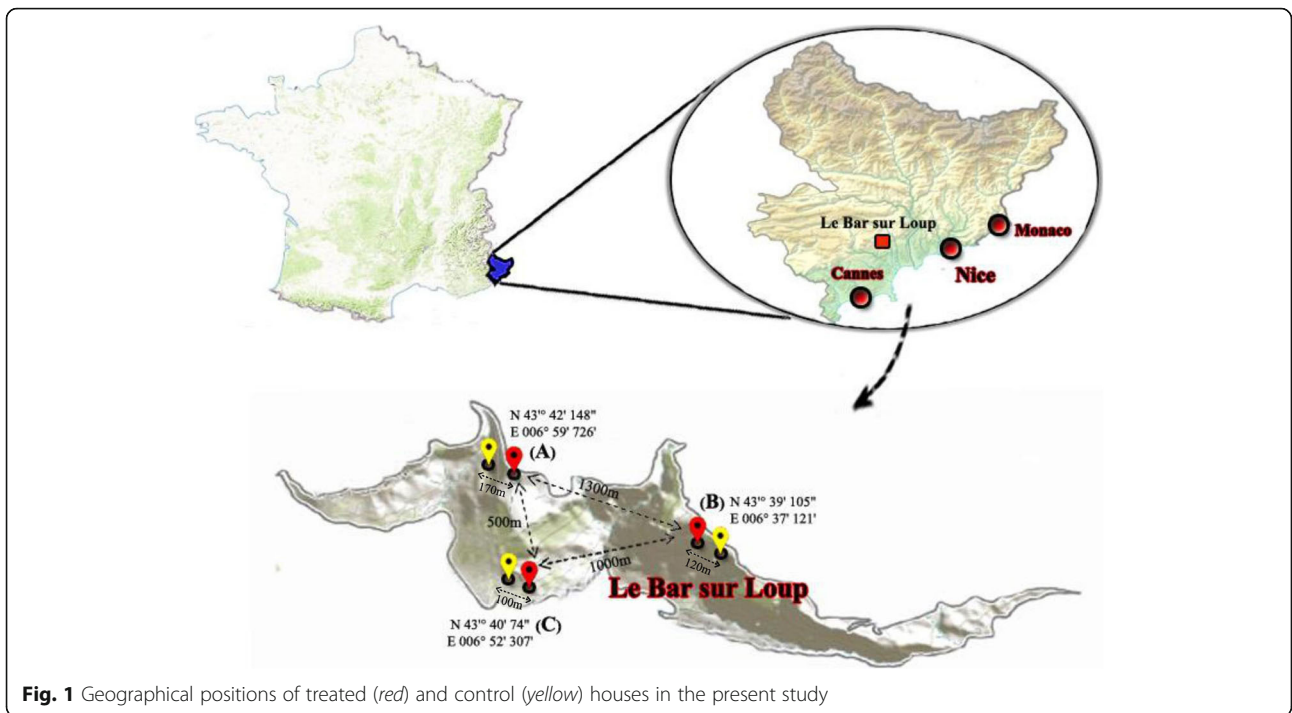 Le Bar sur Loup
Monaco
Nice
Cannes
N 43'° 42' 148"
E 006° 59' 726'
(A)
170m
1300m
500m
(B)
N 43'° 39' 105"
E 006° 37' 121'
120m
1000m
Le Bar sur Loup
100m
N 43'° 40' 74"
(C)
E 006° 52' 307'
Fig. 1 Geographical positions of treated (red) and control (yellow) houses in the present study